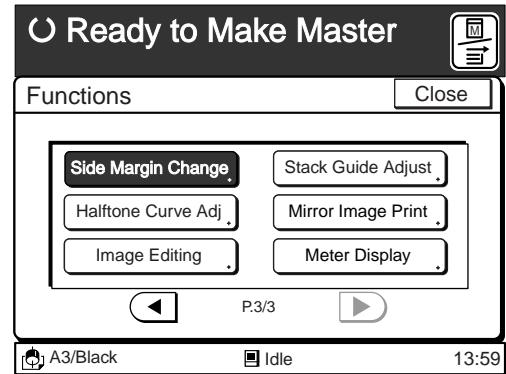 Ready to Make Master
M
Functions Close
Side Margin Change Stack Guide Adjust
Halftone Curve Adj Mirror Image Print
Image Editing Meter Display
P.3/3
A3/Black Idle 13:59